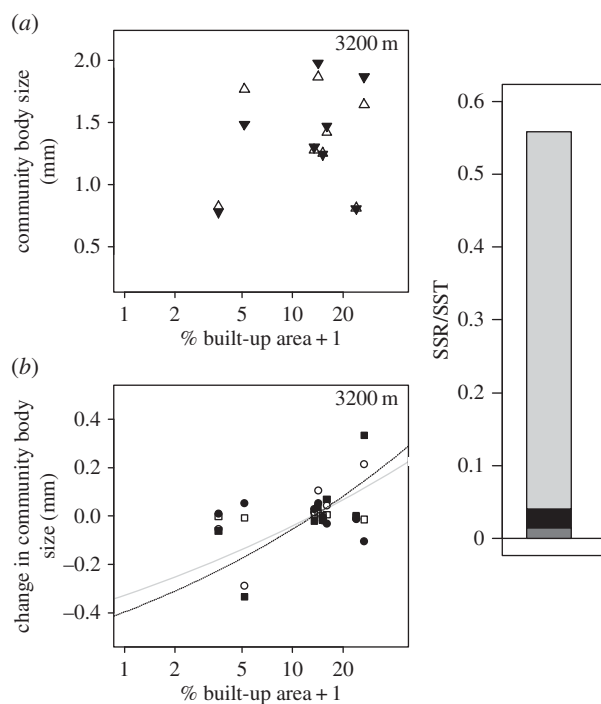 (a)
3200 m
2.0
1.5
1.0
0.5
community body size
(mm)
1 2 5 10 20
% built-up area + 1
(b)
3200 m
0.4
0.2
0.0
–0.2
–0.4
change in community body
size (mm)
1 2 5 10 20
% built-up area + 1
0.6
0.5
0.4
0.3
0.2
0.1
0
SSR/SST